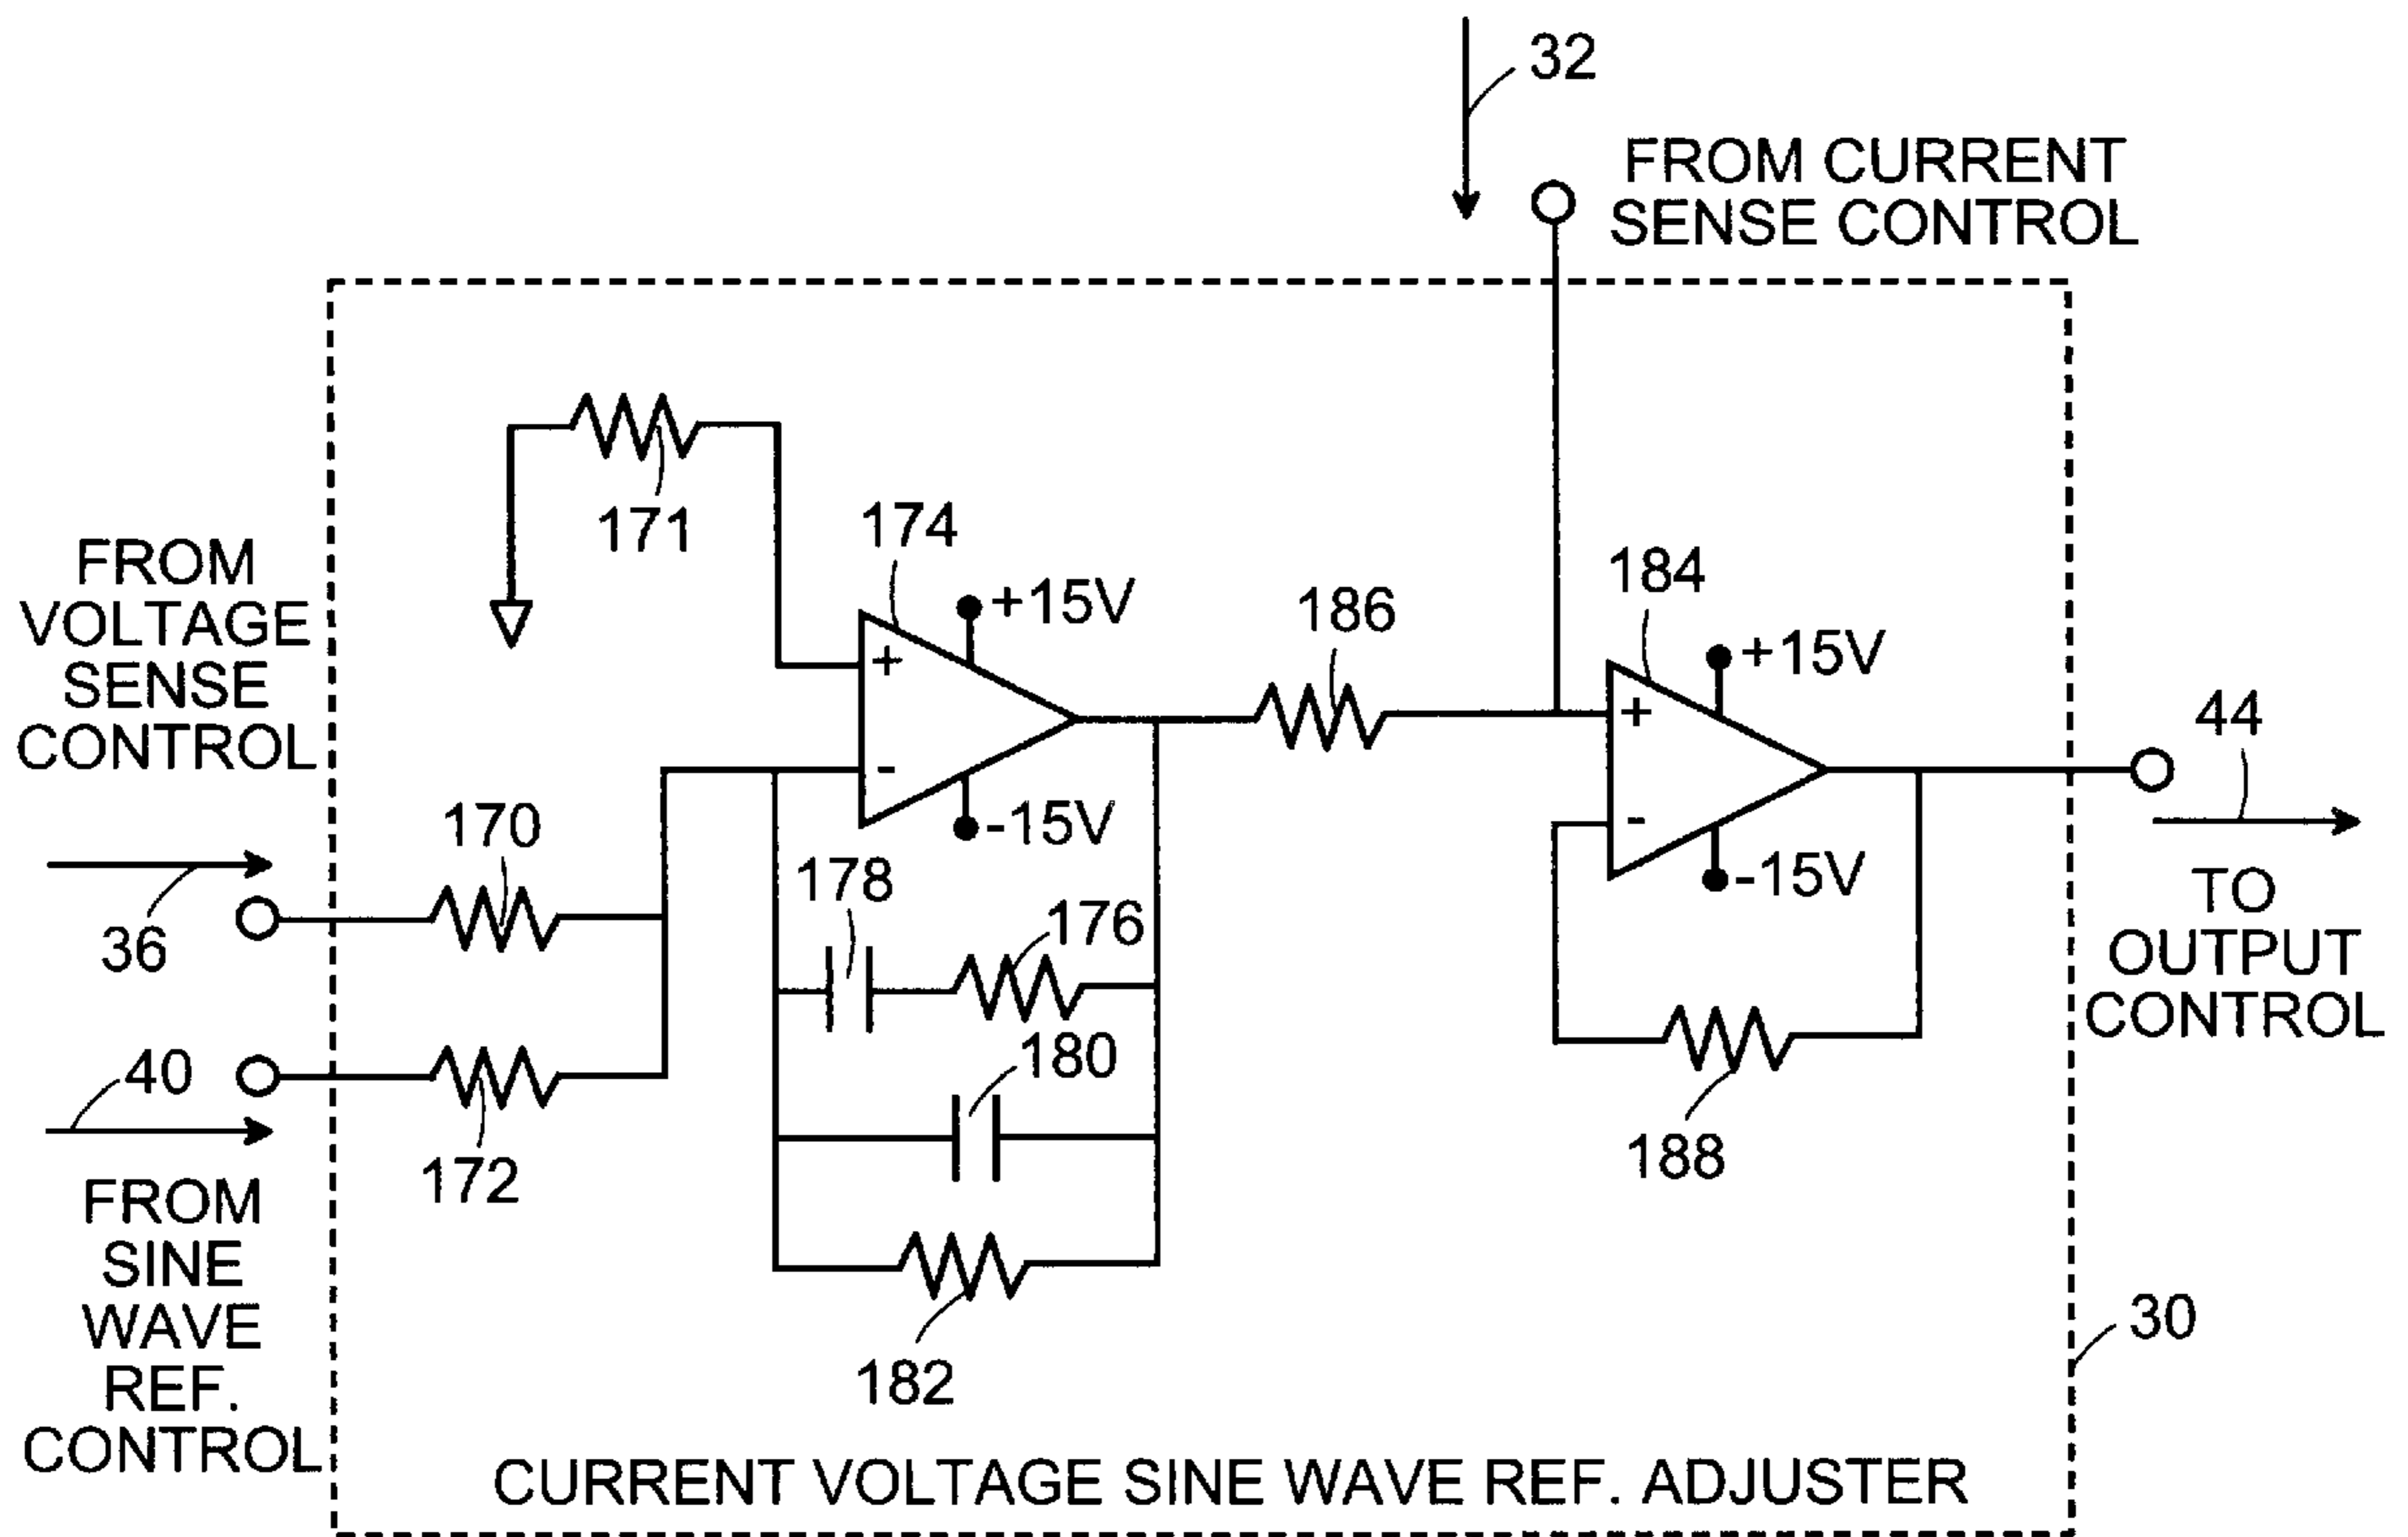 32
FROM CURRENT
SENSE CONTROL
171
174
+15V
+
-
-15V
186
184
+15V
+
-
-15V
44
TO
OUTPUT
CONTROL
FROM
VOLTAGE
SENSE
CONTROL
170
36
178
176
180
40
172
188
182
FROM
SINE
WAVE
REF.
CONTROL
30
CURRENT VOLTAGE SINE WAVE REF. ADJUSTER